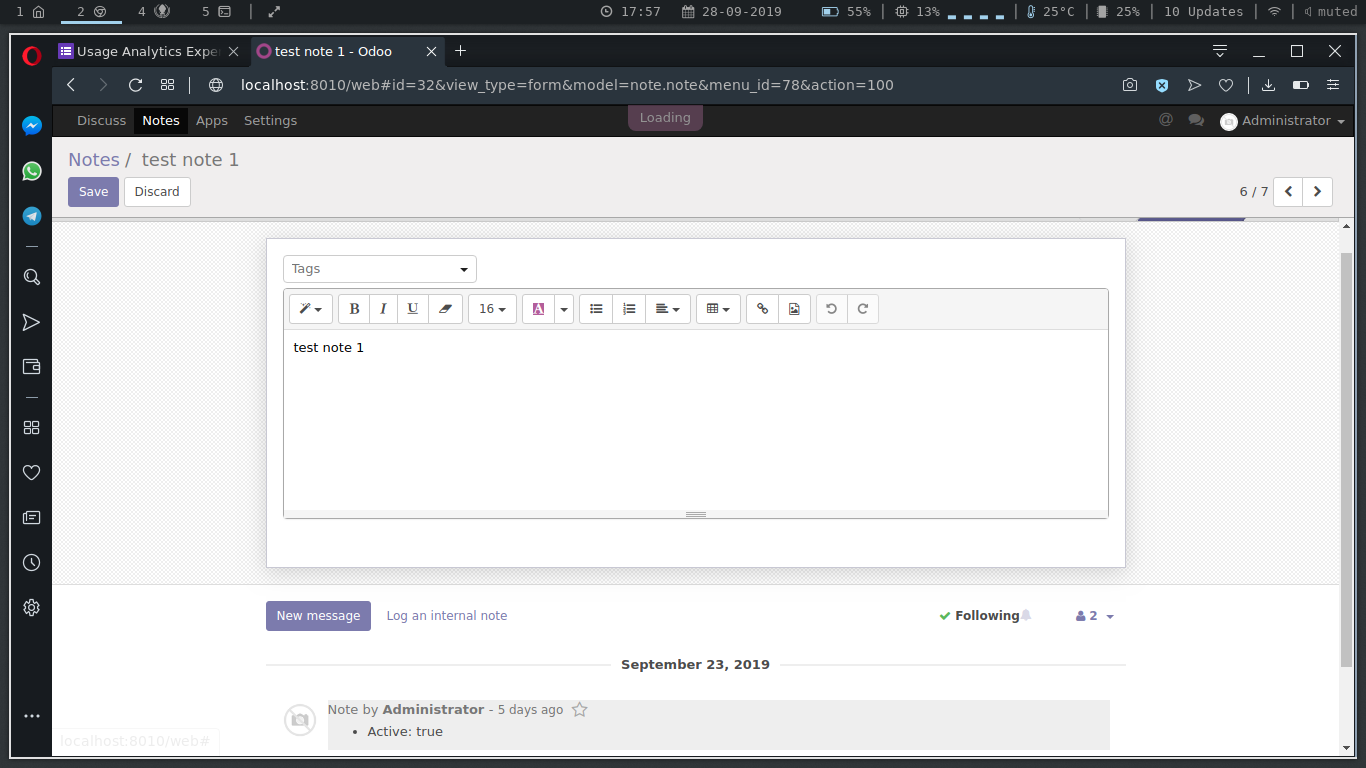 1 2 4 5 17:57 28-09-2019 55% 13% 25°C 25% 10 Updates muted
Usage Analytics Expe test note 1 - Odoo
localhost:8010/web#id=32&view_type=form&model=note.note&menu_id=78&action=100
Discuss Notes Apps Settings Loading @ Administrator
Notes / test note 1
Save Discard 6 / 7
Tags
B I U 16 A
test note 1
New message Log an internal note Following 2
September 23, 2019
Note by Administrator - 5 days ago
• Active: true
localhost:8010/web#